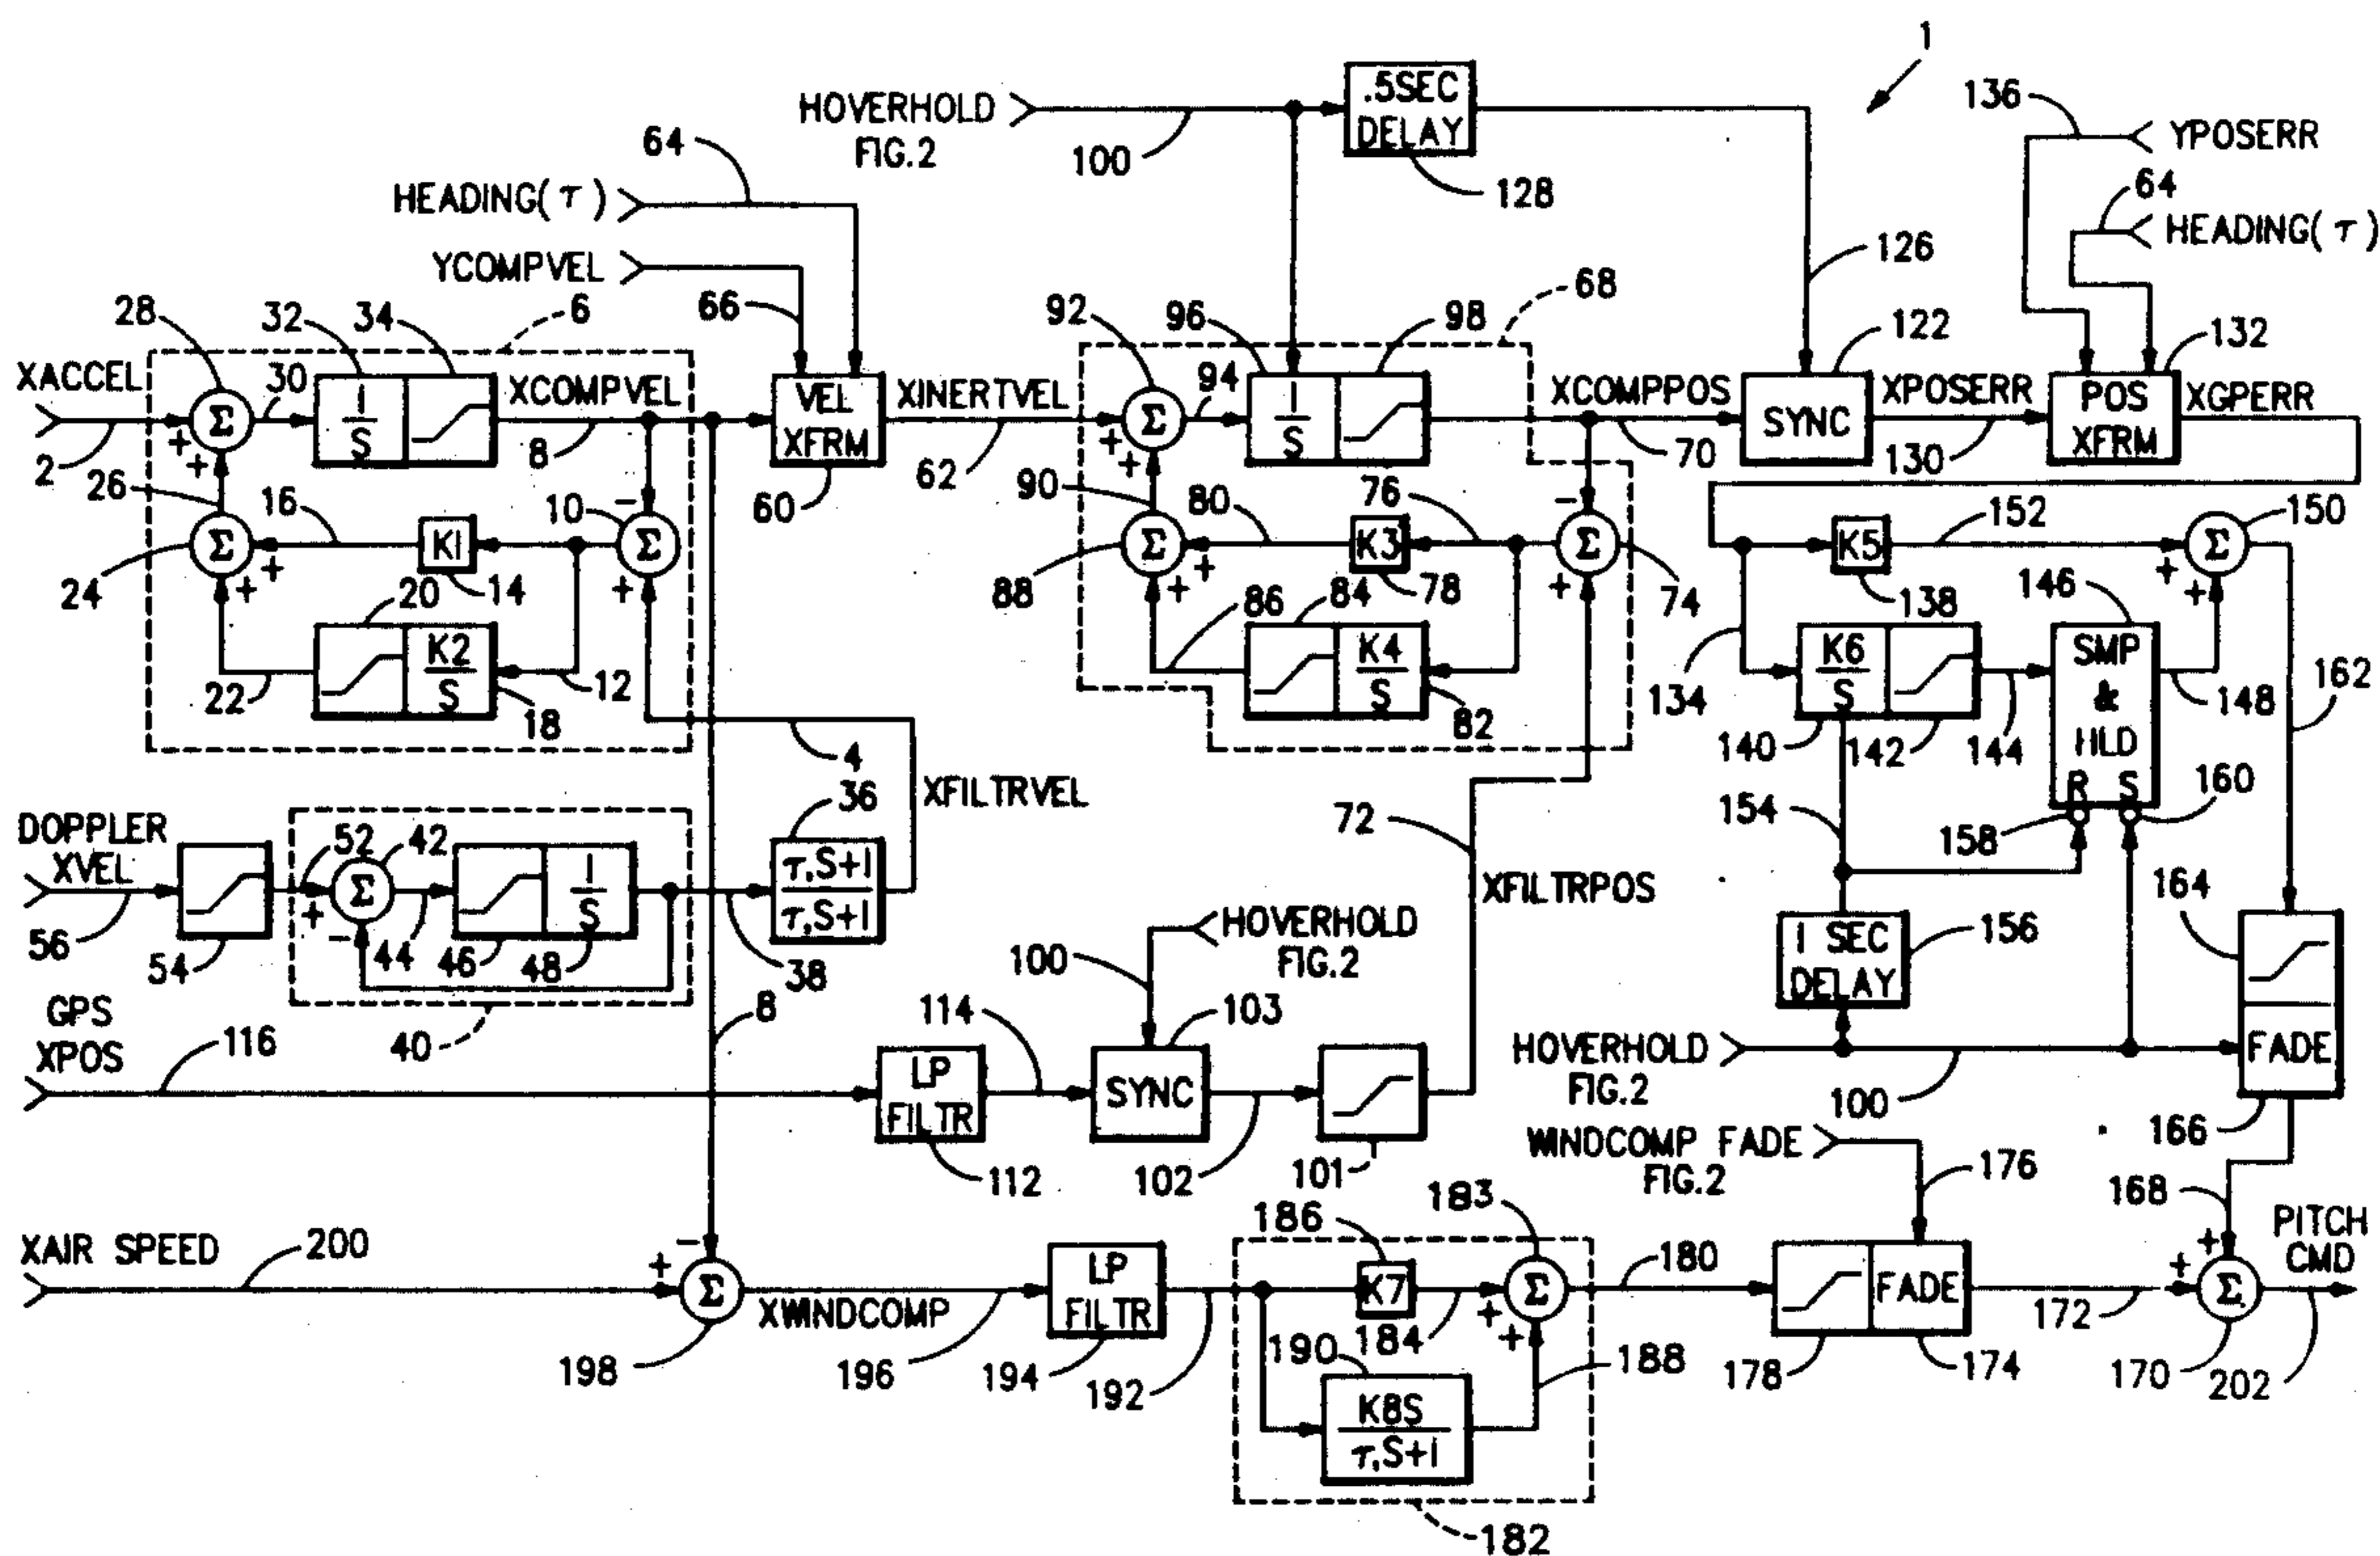 1
HOVERHOLD
FIG.2
100
.5SEC
DELAY
128
136
YPOSERR
64
HEADING(τ)
64
HEADING(τ)
YCOMPVEL
66
126
28
32
34
6
92
96
98
68
122
132
XACCEL
2
Σ
+
+
30
1
S
XCOMPVEL
8
VEL
XFRM
60
XINERTVEL
62
Σ
+
+
94
1
S
XCOMPPOS
70
SYNC
XPOSERR
130
POS
XFRM
XGPERR
26
24
Σ
+
+
16
K1
14
10
Σ
-
+
20
22
K2
S
18
12
90
88
Σ
+
+
80
K3
78
76
Σ
-
+
74
86
84
K4
S
82
152
150
K5
138
Σ
+
+
134
K6
S
140
142
144
146
SMP
&
HLD
R S
148
162
154
158
160
4
XFILTRVEL
DOPPLER
XVEL
56
54
52
42
Σ
+
-
44
46
1
S
48
40
38
36
τ,S+1
τ,S+1
72
XFILTRPOS
1 SEC
DELAY
156
164
FADE
166
GPS
XPOS
116
8
LP
FILTR
112
114
HOVERHOLD
FIG.2
100
103
SYNC
102
101
HOVERHOLD
FIG.2
100
WINDCOMP FADE
FIG.2
176
168
XAIR SPEED
200
+
-
Σ
198
XWINDCOMP
196
LP
FILTR
194
192
186
K7
184
183
Σ
+
+
190
K8S
τ,S+1
188
182
180
178
FADE
174
172
+
+
Σ
170
PITCH
CMD
202